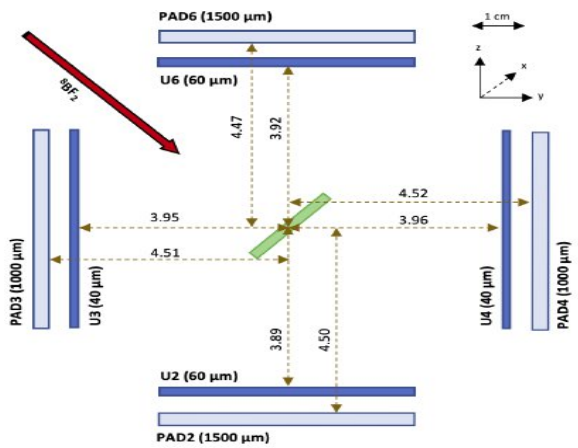 PAD6 (1500 µm)
1 cm
U6 (60 µm)
⁸BF₂
z
x
y
4.47
3.92
4.52
3.95
3.96
4.51
PAD3 (1000 µm)
U3 (40 µm)
U4 (40 µm)
PAD4 (1000 µm)
3.89
4.50
U2 (60 µm)
PAD2 (1500 µm)